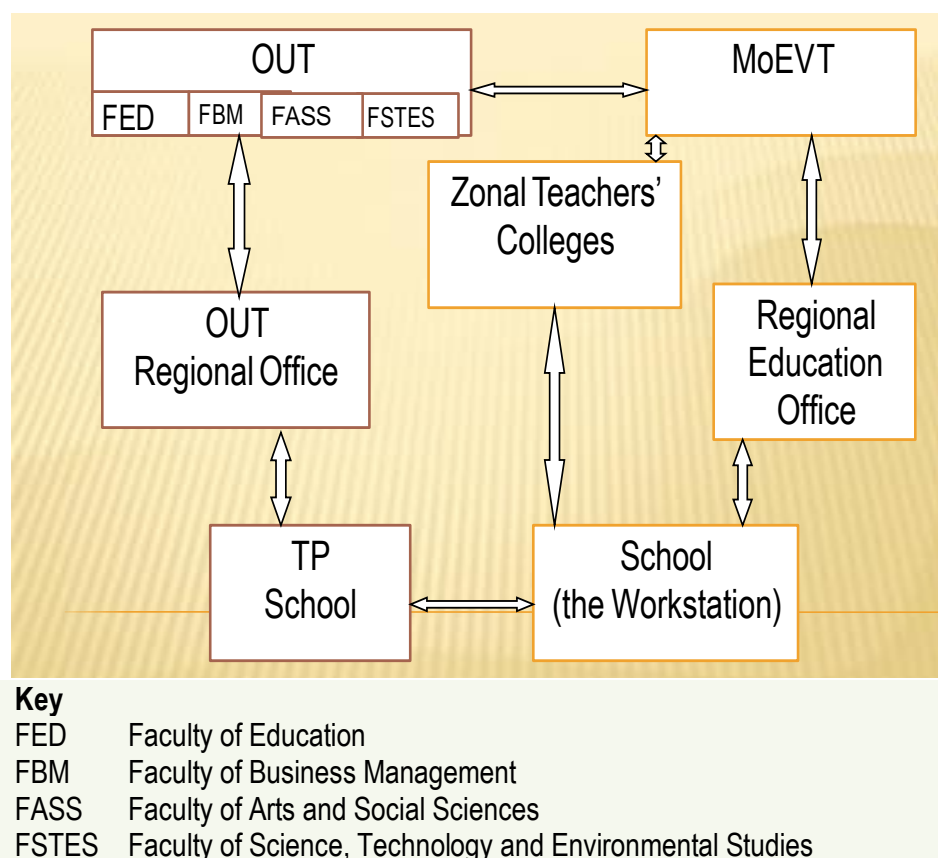 OUT
MoEVT
FED
FBM
FASS
FSTES
Zonal Teachers’
Colleges
OUT
Regional Office
Regional
Education
Office
TP
School
School
(the Workstation)
Key
FED Faculty of Education
FBM Faculty of Business Management
FASS Faculty of Arts and Social Sciences
FSTES Faculty of Science, Technology and Environmental Studies